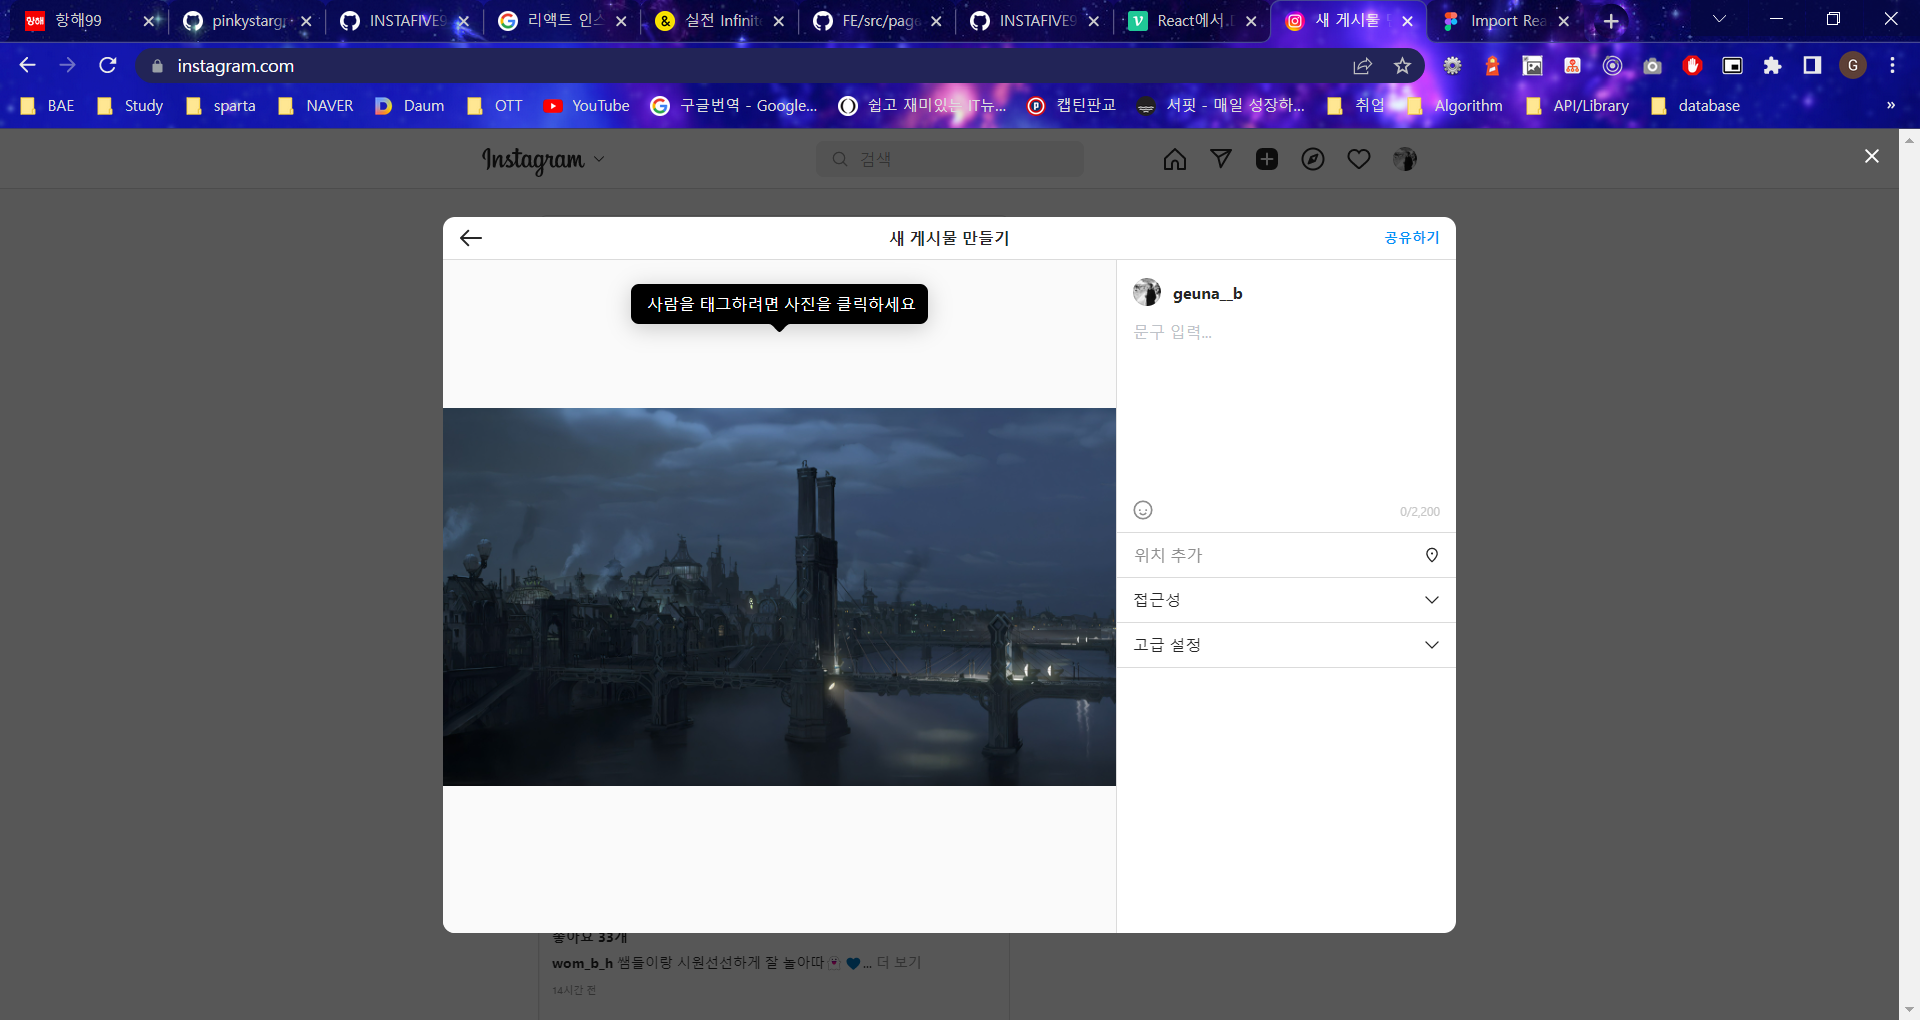 항해99
pinkystargr
INSTAFIVE9
리액트 인스
실전 Infinit
FE/src/page
INSTAFIVE9
React에서
새 게시물
Import Rea
instagram.com
G
BAE
Study
sparta
NAVER
Daum
OTT
YouTube
구글번역 - Google...
쉽고 재미있는 IT뉴...
캡틴판교
서핏 - 매일 성장하...
취업
Algorithm
API/Library
database
»
Instagram
검색
새 게시물 만들기
공유하기
사람을 태그하려면 사진을 클릭하세요
geuna__b
문구 입력...
0/2,200
위치 추가
접근성
고급 설정
좋아요 33개
wom_b_h 쌤들이랑 시원선선하게 잘 놀아따👻💙... 더 보기
14시간 전